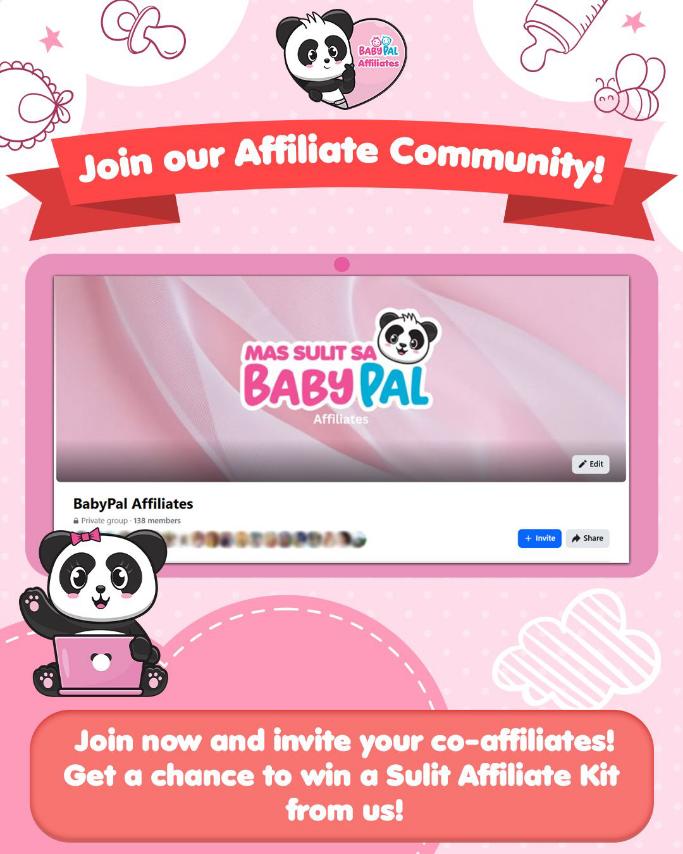 BABYPAL
Affiliates
Join our Affiliate Community!
MAS SULIT SA
BABYPAL
Affiliates
Edit
BabyPal Affiliates
Private group · 138 members
+ Invite
Share
Join now and invite your co-affiliates!
Get a chance to win a Sulit Affiliate Kit
from us!